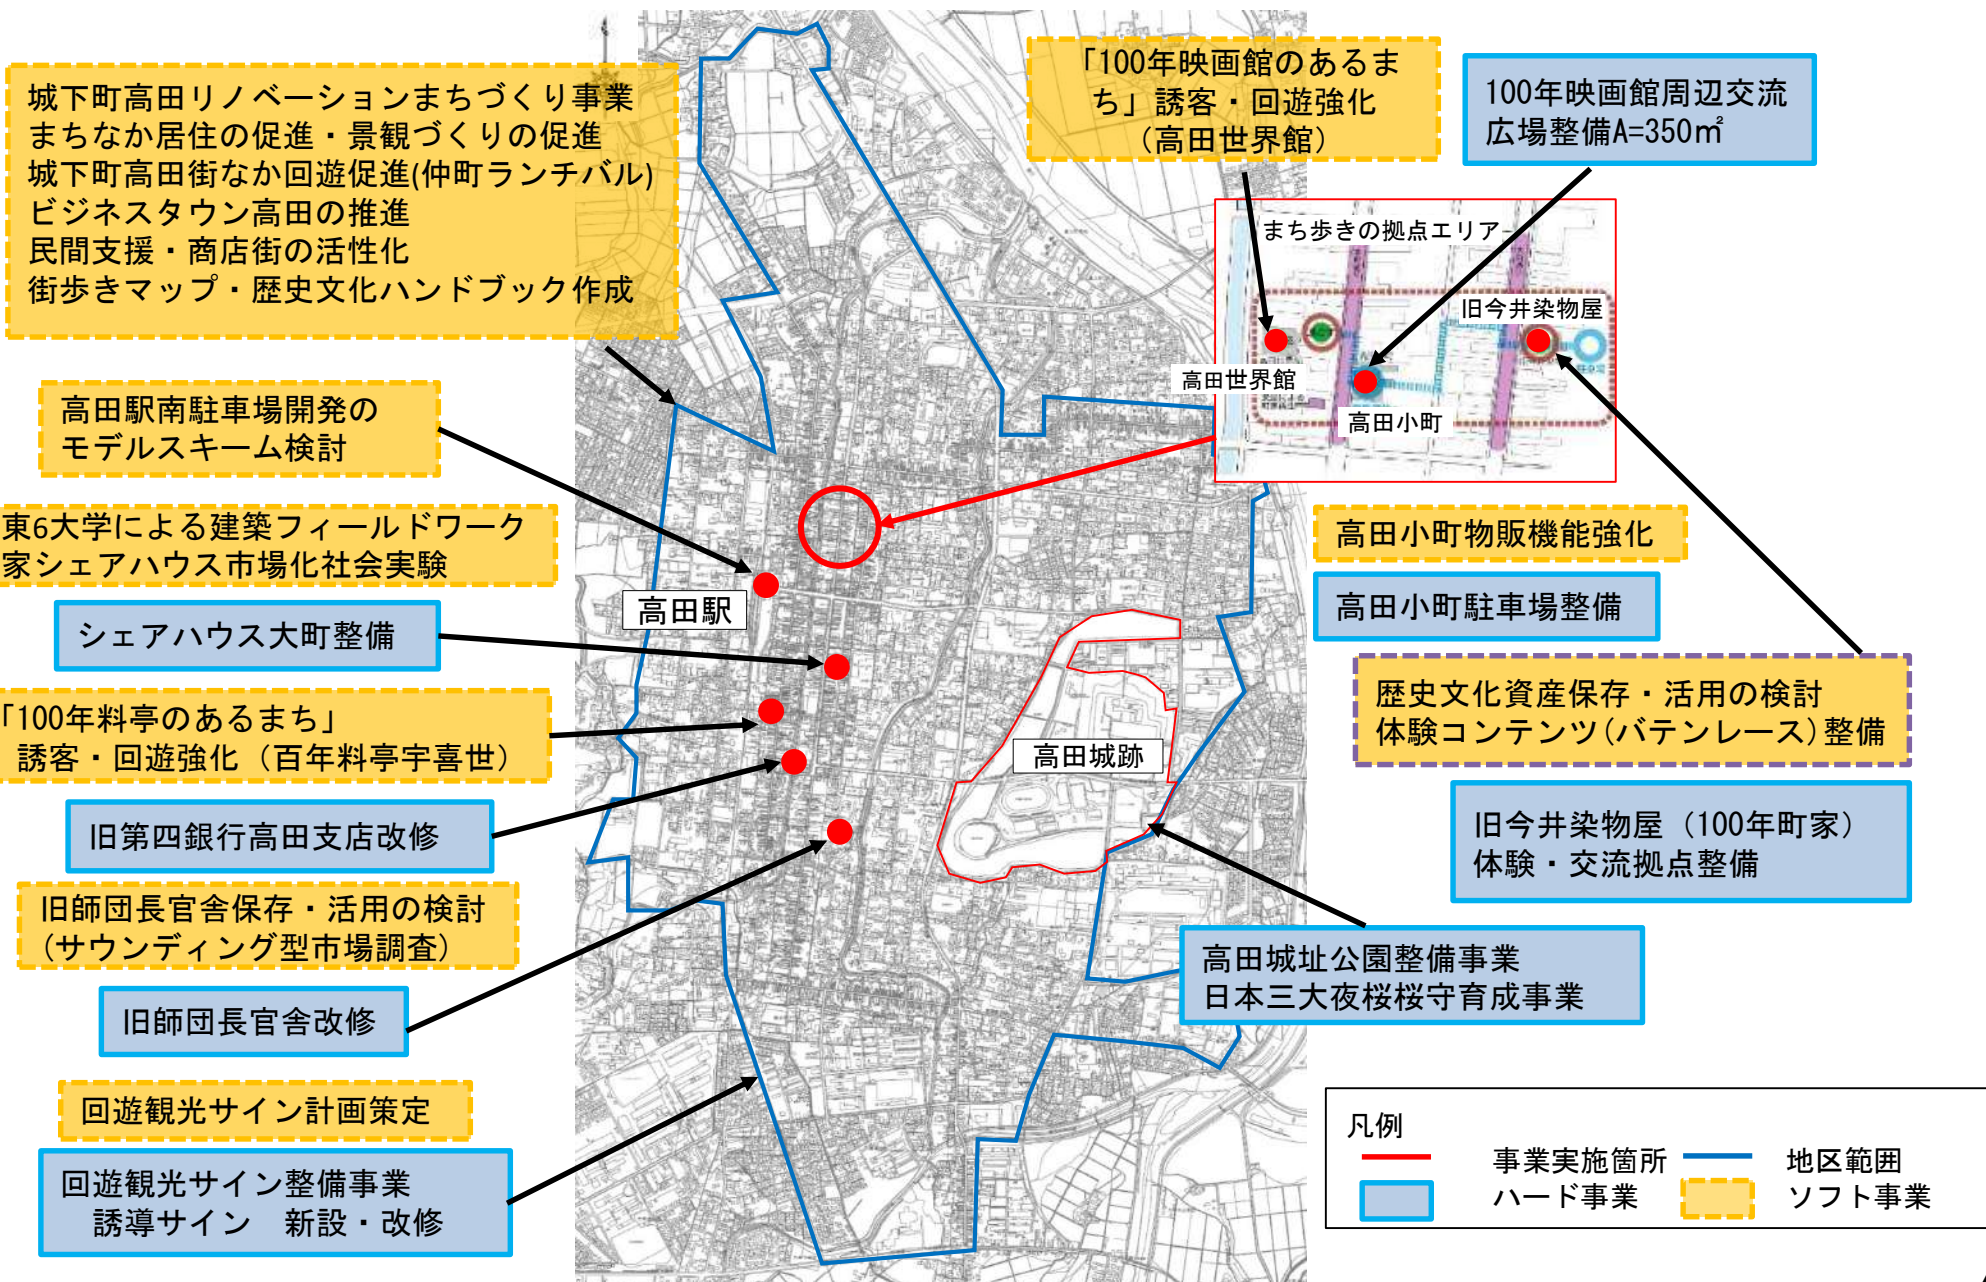 城下町高田リノベーションまちづくり事業
まちなか居住の促進・景観づくりの促進
城下町高田街なか回遊促進(仲町ランチバル)
ビジネスタウン高田の推進
民間支援・商店街の活性化
街歩きマップ・歴史文化ハンドブック作成
「100年映画館のあるま
ち」誘客・回遊強化
（高田世界館）
100年映画館周辺交流
広場整備A=350㎡
まち歩きの拠点エリア
旧今井染物屋
高田世界館
高田小町
高田駅南駐車場開発の
モデルスキーム検討
東6大学による建築フィールドワーク
家シェアハウス市場化社会実験
シェアハウス大町整備
「100年料亭のあるまち」
誘客・回遊強化（百年料亭宇喜世）
旧第四銀行高田支店改修
旧師団長官舎保存・活用の検討
(サウンディング型市場調査)
旧師団長官舎改修
回遊観光サイン計画策定
回遊観光サイン整備事業
誘導サイン　新設・改修
高田駅
高田城跡
高田小町物販機能強化
高田小町駐車場整備
歴史文化資産保存・活用の検討
体験コンテンツ(バテンレース)整備
旧今井染物屋（100年町家）
体験・交流拠点整備
高田城址公園整備事業
日本三大夜桜桜守育成事業
凡例
事業実施箇所　地区範囲
ハード事業　ソフト事業